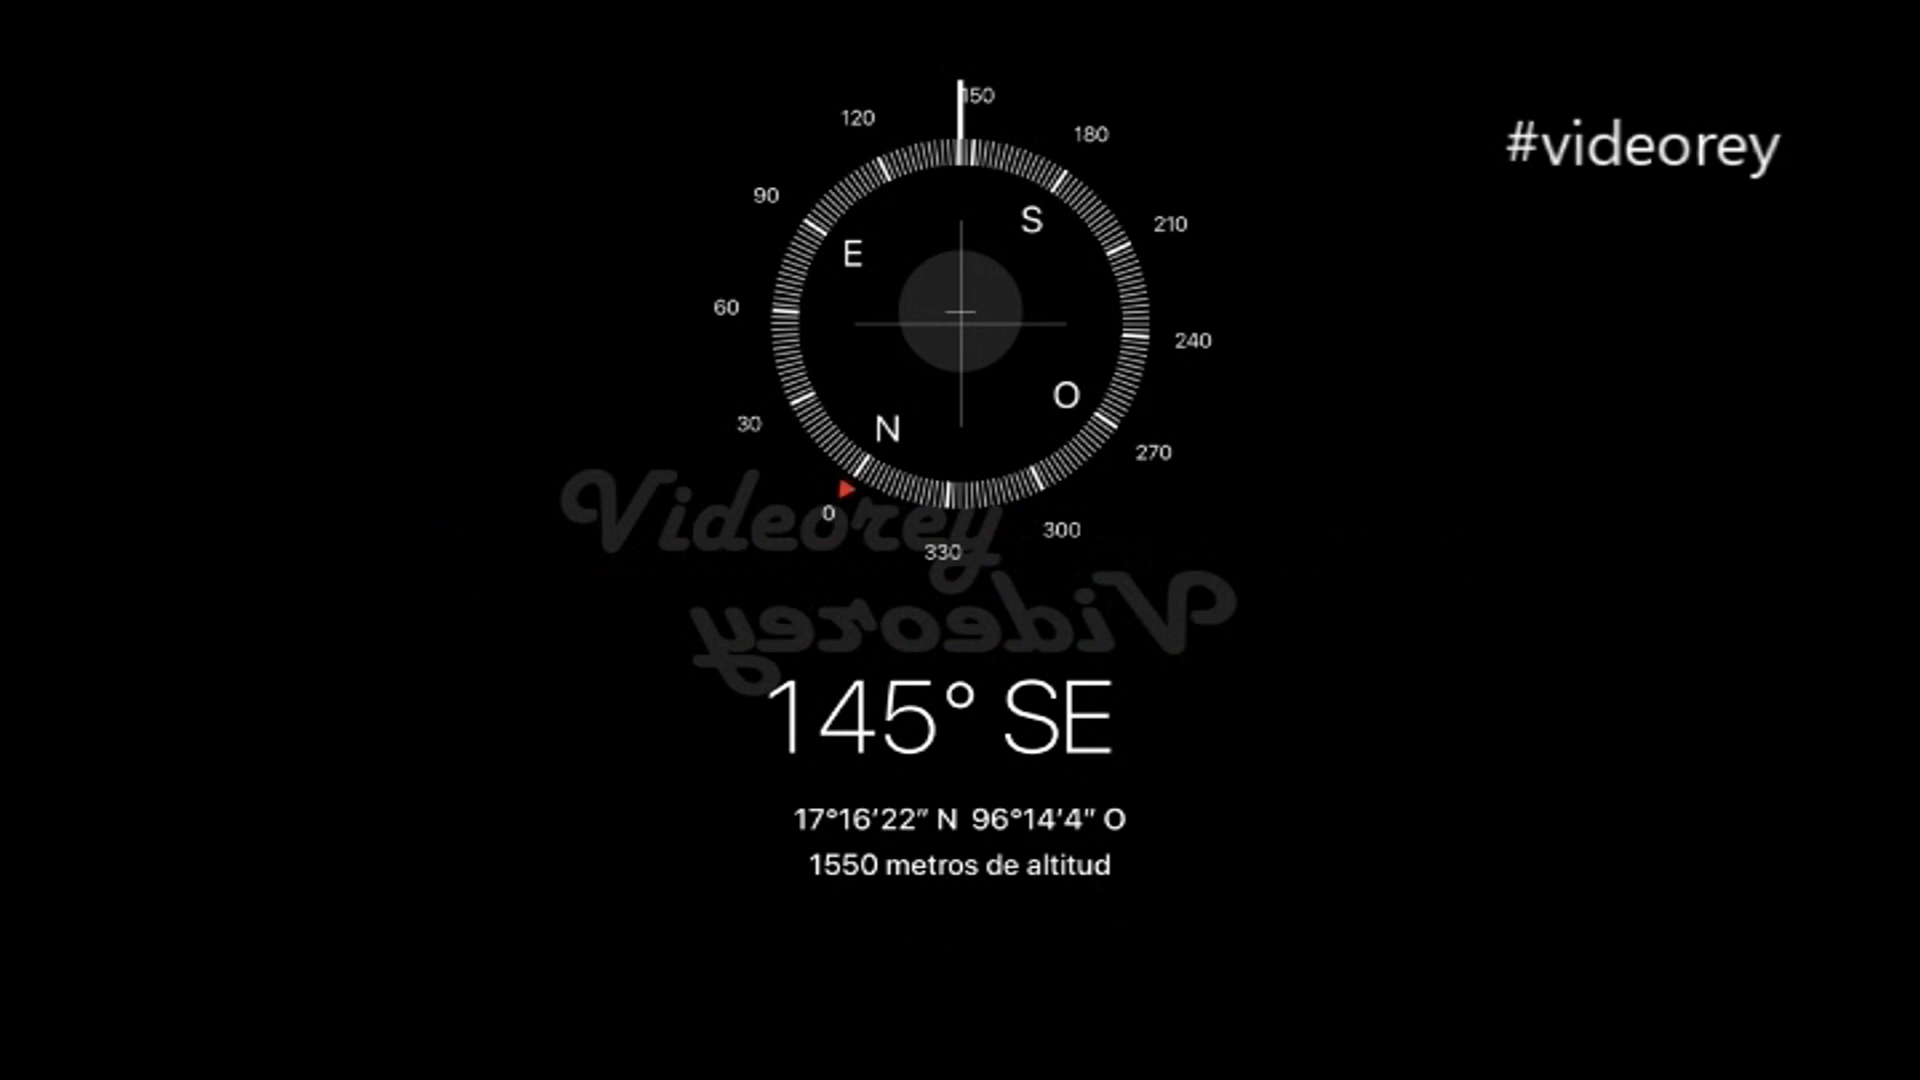 150
120
180
#videorey
90
210
S
E
60
240
O
30
N
270
Videorey
0
300
330
Videorey
145° SE
17°16′22″ N 96°14′4″ O
1550 metros de altitud